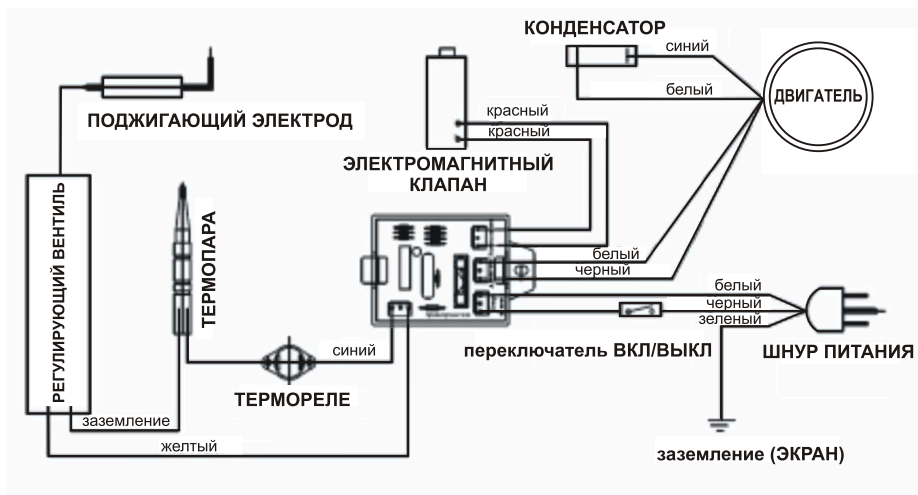 КОНДЕНСАТОР
синий
белый
ДВИГАТЕЛЬ
ПОДЖИГАЮЩИЙ ЭЛЕКТРОД
красный
красный
ЭЛЕКТРОМАГНИТНЫЙ
КЛАПАН
РЕГУЛИРУЮЩИЙ ВЕНТИЛЬ
ТЕРМОПАРА
белый
черный
белый
черный
зеленый
переключатель ВКЛ/ВЫКЛ
ШНУР ПИТАНИЯ
синий
ТЕРМОРЕЛЕ
заземление
желтый
заземление (ЭКРАН)